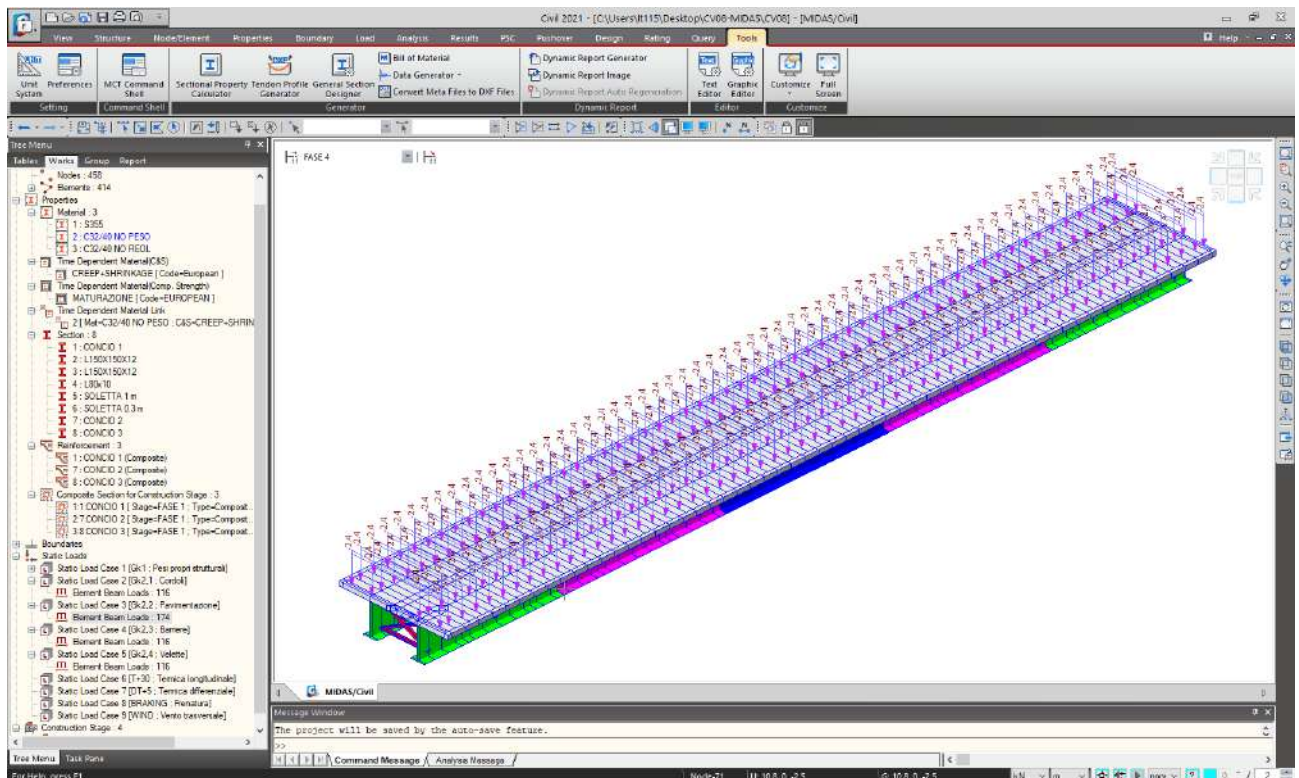 Civil 2021 - [C:\Users\lt115\Desktop\CV08-MIDAS\CV08] - [MIDAS/Civil]
View Structure Node/Element Properties Boundary Load Analysis Results PSC Pushover Design Rating Query Tools Help
Unit System Preferences MCT Command Shell Sectional Property Calculator Tendon Profile Generator General Section Designer
Bill of Material
Data Generator
Convert Meta Files to DXF Files
Dynamic Report Generator
Dynamic Report Image
Dynamic Report Auto Regeneration
Text Editor Graphic Editor Customize Full Screen
Setting Command Shell Generator Dynamic Report Editor Customize
Tree Menu
Tables Works Group Report
Nodes : 458
Elements : 414
Properties
Material : 3
1 : S355
2 : C32/40 NO PESO
3 : C32/40 NO REOL
Time Dependent Material(C&S)
CREEP+SHRINKAGE [ Code=European ]
Time Dependent Material(Comp. Strength)
MATURAZIONE [ Code=EUROPEAN ]
Time Dependent Material Link
2 [ Mat=C32/40 NO PESO ; C&S=CREEP+SHRIN
Section : 8
1 : CONCIO 1
2 : L150X150X12
3 : L150X150X12
4 : L80x10
5 : SOLETTA 1 m
6 : SOLETTA 0.3 m
7 : CONCIO 2
8 : CONCIO 3
Reinforcement : 3
1 : CONCIO 1 (Composite)
7 : CONCIO 2 (Composite)
8 : CONCIO 3 (Composite)
Composite Section for Construction Stage : 3
1:1 CONCIO 1 [ Stage=FASE 1 ; Type=Composit...
2:7 CONCIO 2 [ Stage=FASE 1 ; Type=Composit...
3:8 CONCIO 3 [ Stage=FASE 1 ; Type=Composit...
Boundaries
Static Loads
Static Load Case 1 [Gk1 ; Pesi propri strutturali]
Static Load Case 2 [Gk2,1 ; Cordoli]
Element Beam Loads : 116
Static Load Case 3 [Gk2,2 ; Pavimentazione]
Element Beam Loads : 174
Static Load Case 4 [Gk2,3 ; Barriere]
Element Beam Loads : 116
Static Load Case 5 [Gk2,4 ; Velette]
Element Beam Loads : 116
Static Load Case 6 [T+30 ; Termica longitudinale]
Static Load Case 7 [DT+5 ; Termica differenziale]
Static Load Case 8 [BRAKING ; Frenatura]
Static Load Case 9 [WIND ; Vento trasversale]
Construction Stage : 4
Tree Menu Task Pane
FASE 4
MIDAS/Civil
Message Window
The project will be saved by the auto-save feature.
>>
Command Message Analysis Message
For Help, press F1
Node-71 U: 10.8, 0, -2.5 G: 10.8, 0, -2.5 kN m